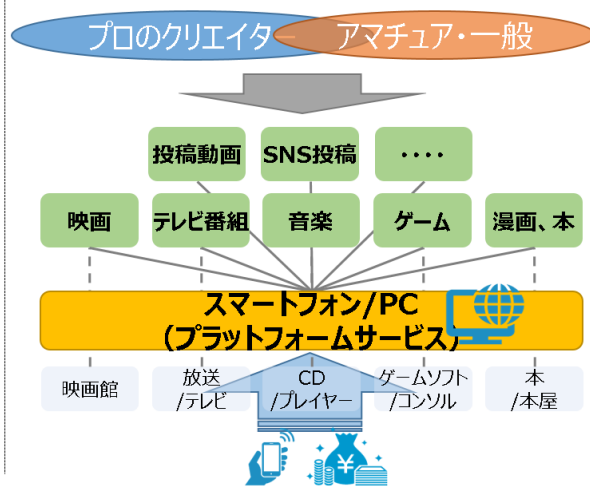 プロのクリエイター
アマチュア・一般
投稿動画
SNS投稿
・・・・
映画
テレビ番組
音楽
ゲーム
漫画、本
スマートフォン/PC
(プラットフォームサービス)
映画館
放送
/テレビ
CD
/プレイヤー
ゲームソフト
/コンソル
本
/本屋
¥